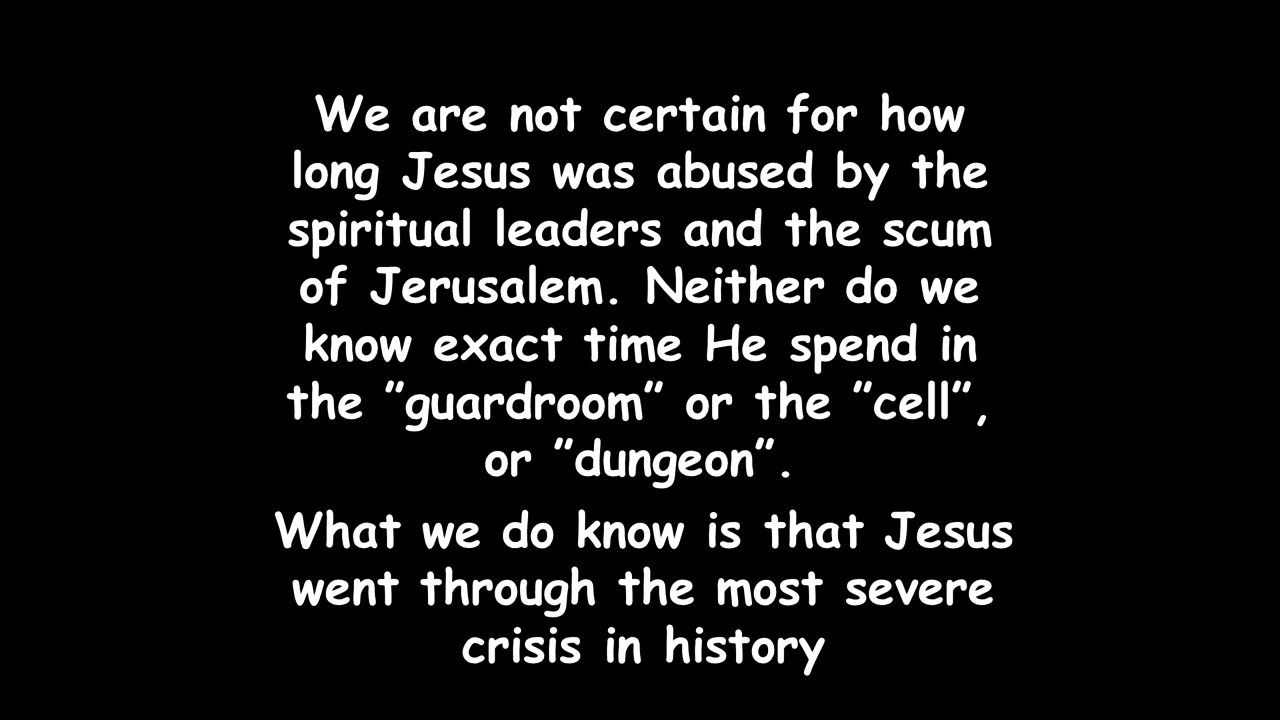 We are not certain for how
long Jesus was abused by the
spiritual leaders and the scum
of Jerusalem. Neither do we
know exact time He spend in
the ”guardroom” or the ”cell”,
or ”dungeon”.
What we do know is that Jesus
went through the most severe
crisis in history